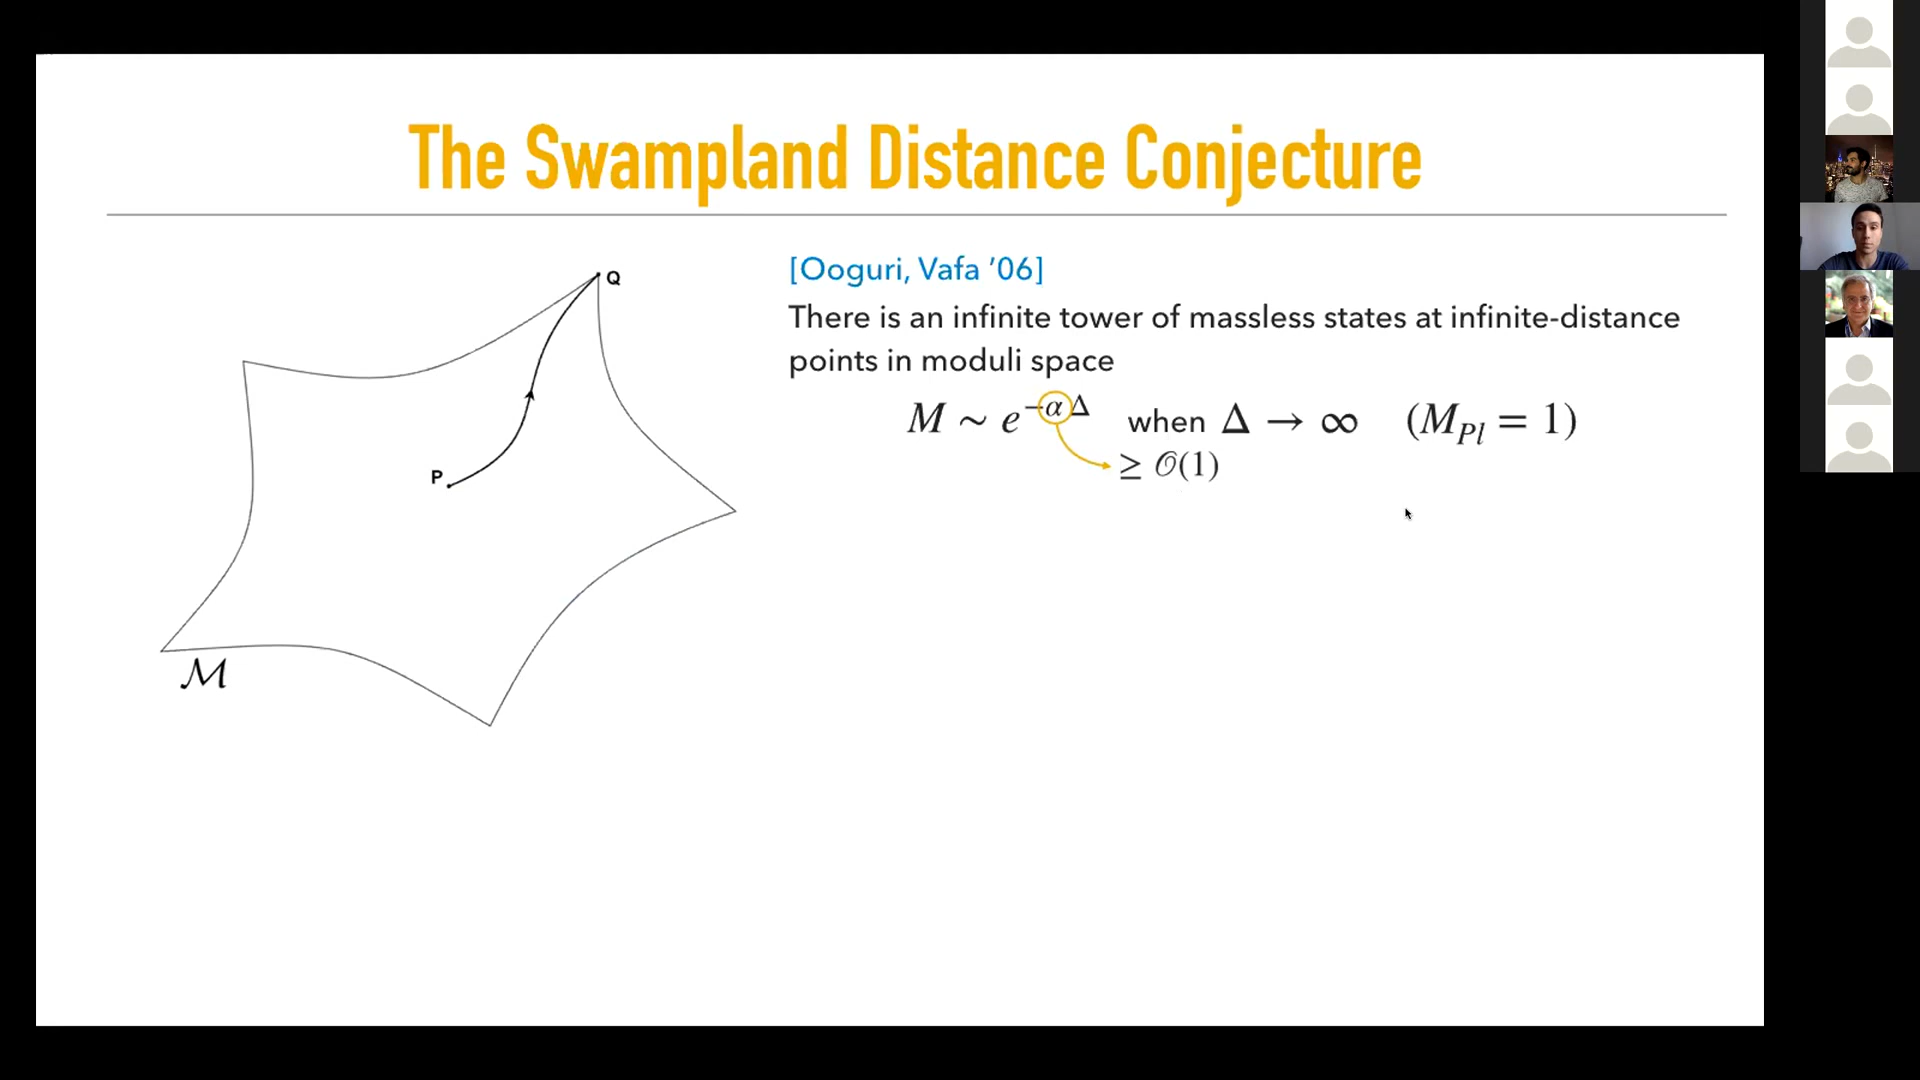 The Swampland Distance Conjecture
[Ooguri, Vafa ’06]
There is an infinite tower of massless states at infinite-distance
points in moduli space
M ∼ e^{−αΔ} when Δ → ∞ (M_{Pl} = 1)
≥ 𝒪(1)
Q
P
ℳ